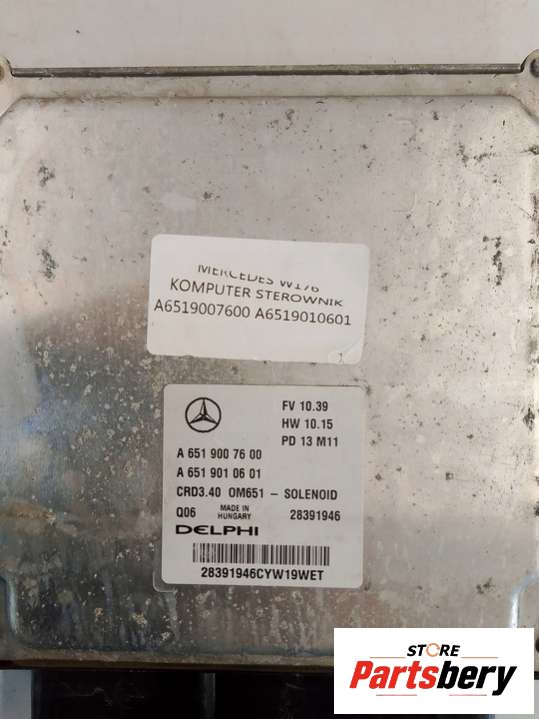 MERCEDES W176
KOMPUTER STEROWNIK
A6519007600 A6519010601
FV 10.39
HW 10.15
PD 13 M11
A 651 900 76 00
A 651 901 06 01
CRD3.40 OM651 - SOLENOID
Q06 MADE IN HUNGARY 28391946
DELPHI
28391946CYW19WET
STORE
Partsbery